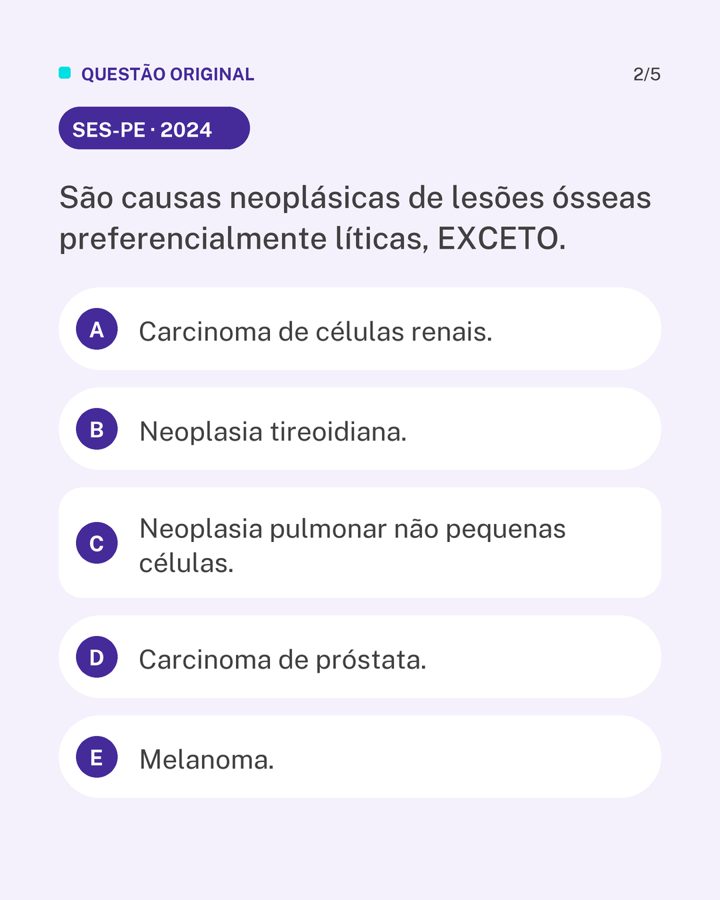 QUESTÃO ORIGINAL
2/5
SES-PE · 2024
São causas neoplásicas de lesões ósseas
preferencialmente líticas, EXCETO.
A Carcinoma de células renais.
B Neoplasia tireoidiana.
C Neoplasia pulmonar não pequenas
células.
D Carcinoma de próstata.
E Melanoma.